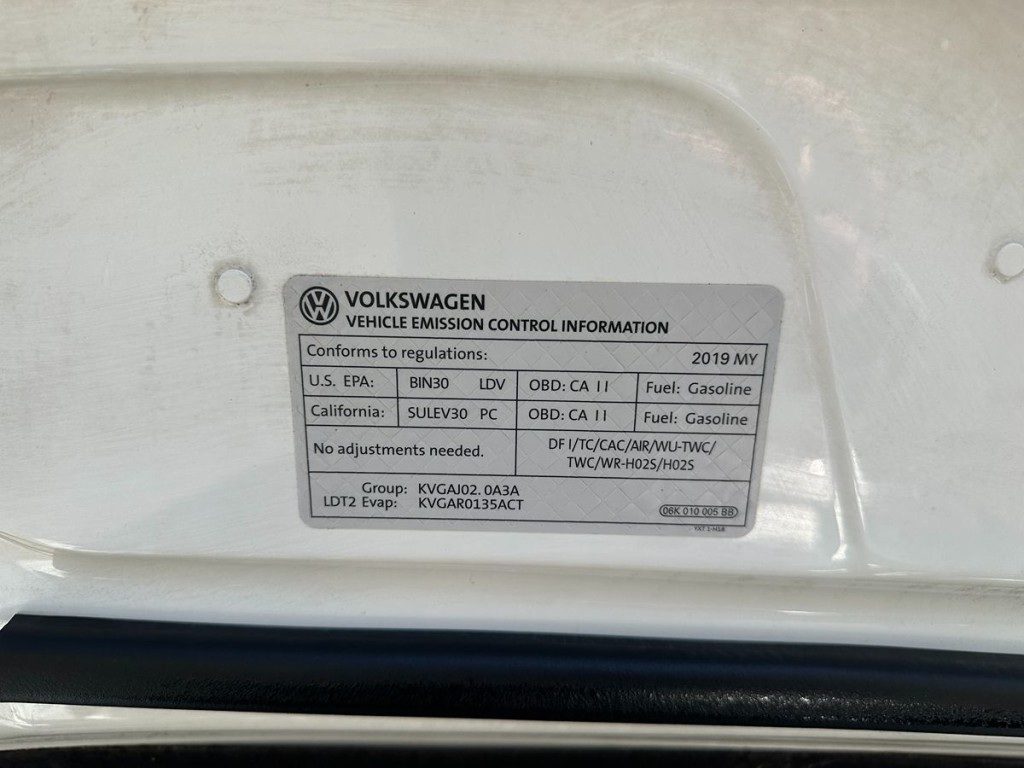 VOLKSWAGEN
VEHICLE EMISSION CONTROL INFORMATION
Conforms to regulations: 2019 MY
U.S. EPA: BIN30 LDV OBD: CA II Fuel: Gasoline
California: SULEV30 PC OBD: CA II Fuel: Gasoline
No adjustments needed.
DF I/TC/CAC/AIR/WU-TWC/
TWC/WR-HO2S/HO2S
Group: KVGAJ02.0A3A
LDT2 Evap: KVGAR0135ACT
06K 010 005 BB